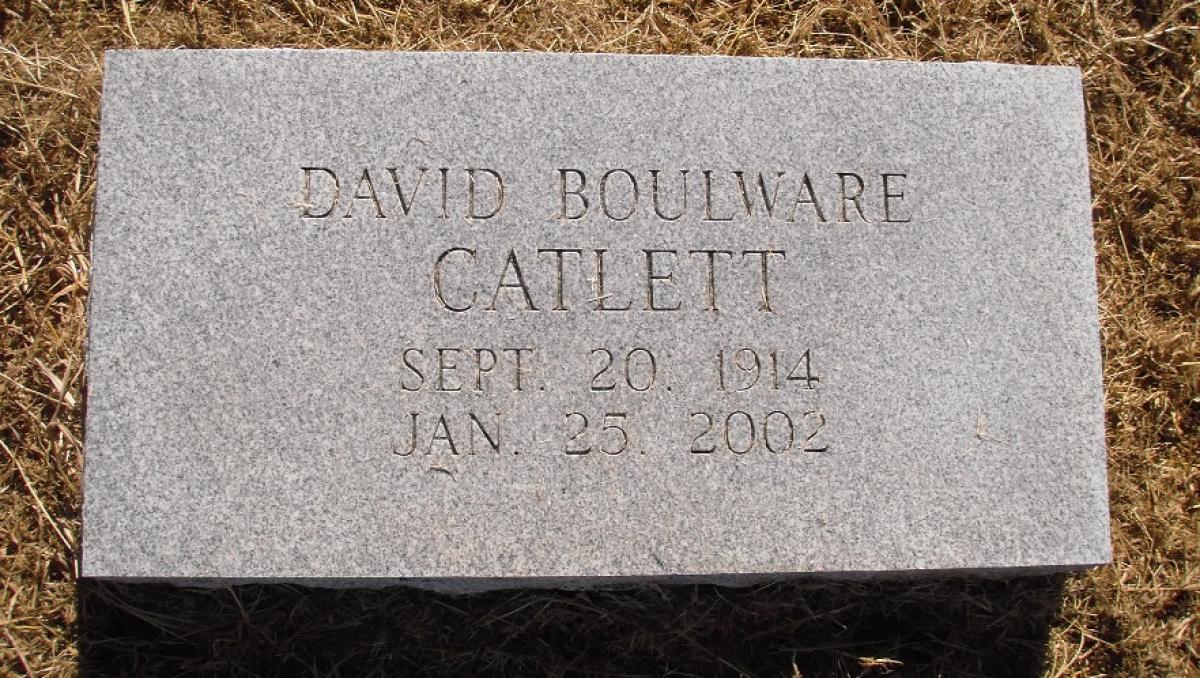 DAVID BOULWARE
CATLETT
SEPT. 20. 1914
JAN. 25. 2002